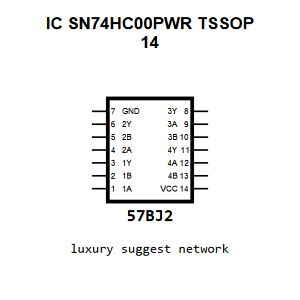 IC SN74HC00PWR TSSOP
14
7 GND 3Y 8
6 2Y 3A 9
5 2B 3B 10
4 2A 4Y 11
3 1Y 4A 12
2 1B 4B 13
1 1A VCC 14
57BJ2
luxury suggest network